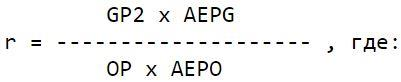 GP2 x AEPG
r = --------------------- , где:
OP x AEPO